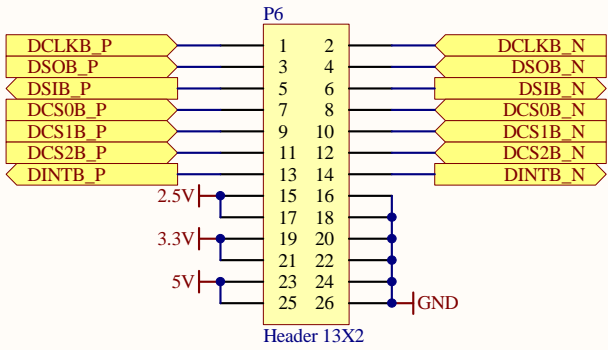 P6
DCLKB_P 1 2 DCLKB_N
DSOB_P 3 4 DSOB_N
DSIB_P 5 6 DSIB_N
DCS0B_P 7 8 DCS0B_N
DCS1B_P 9 10 DCS1B_N
DCS2B_P 11 12 DCS2B_N
DINTB_P 13 14 DINTB_N
2.5V 15 16
17 18
3.3V 19 20
21 22
5V 23 24
25 26 GND
Header 13X2